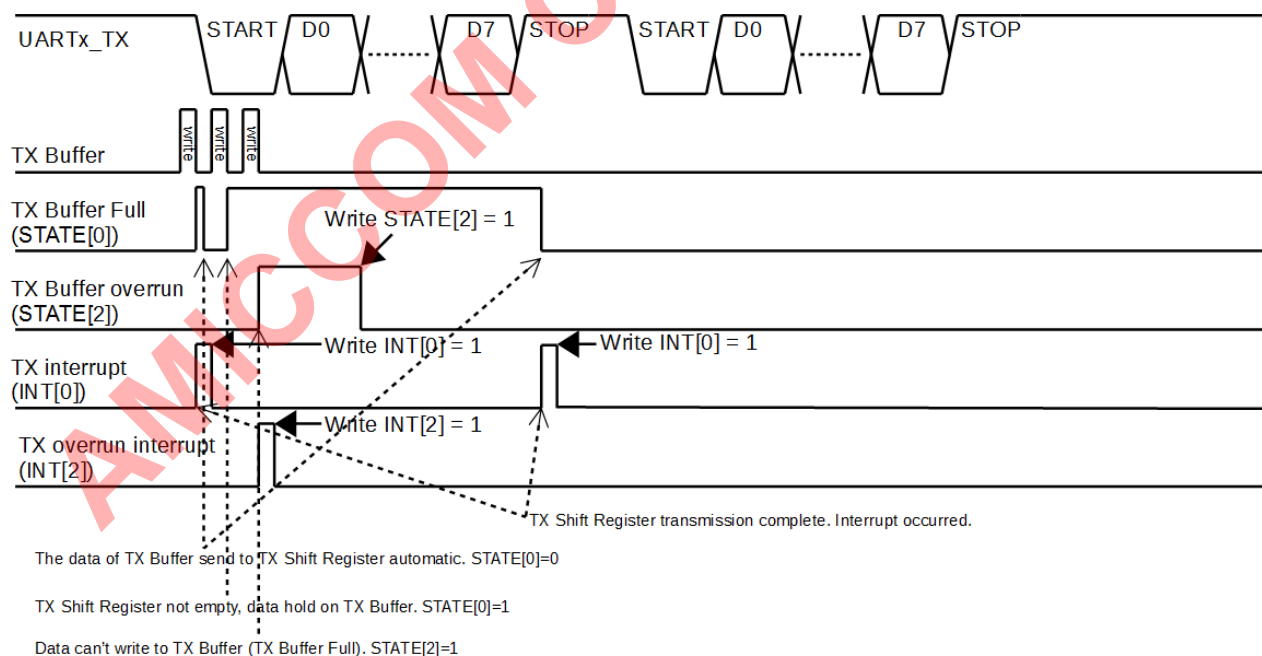 UARTx_TX START D0 D7 STOP START D0 D7 STOP
write write write
TX Buffer
TX Buffer Full
(STATE[0])
Write STATE[2] = 1
TX Buffer overrun
(STATE[2])
Write INT[0] = 1
Write INT[0] = 1
TX interrupt
(INT[0])
Write INT[2] = 1
TX overrun interrupt
(INT[2])
TX Shift Register transmission complete. Interrupt occurred.
The data of TX Buffer send to TX Shift Register automatic. STATE[0]=0
TX Shift Register not empty, data hold on TX Buffer. STATE[0]=1
Data can't write to TX Buffer (TX Buffer Full). STATE[2]=1
AMICCOM